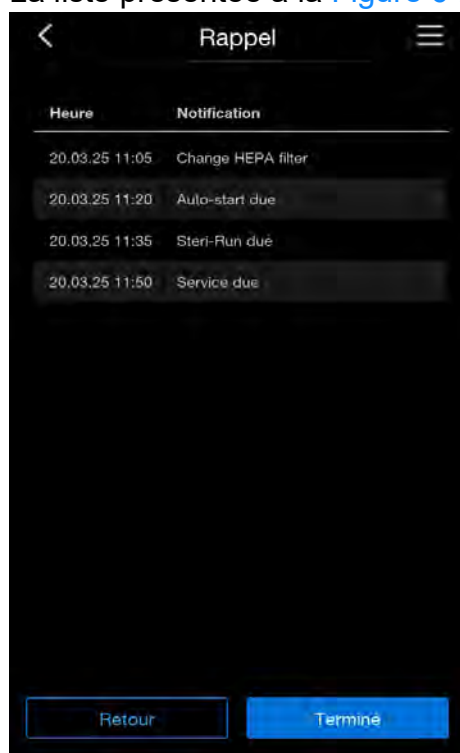 La liste présentée à la Figure
Rappel
Heure Notification
20.03.25 11:05 Change HEPA filter
20.03.25 11:20 Auto-start due
20.03.25 11:35 Steri-Run due
20.03.25 11:50 Service due
Retour Terminé